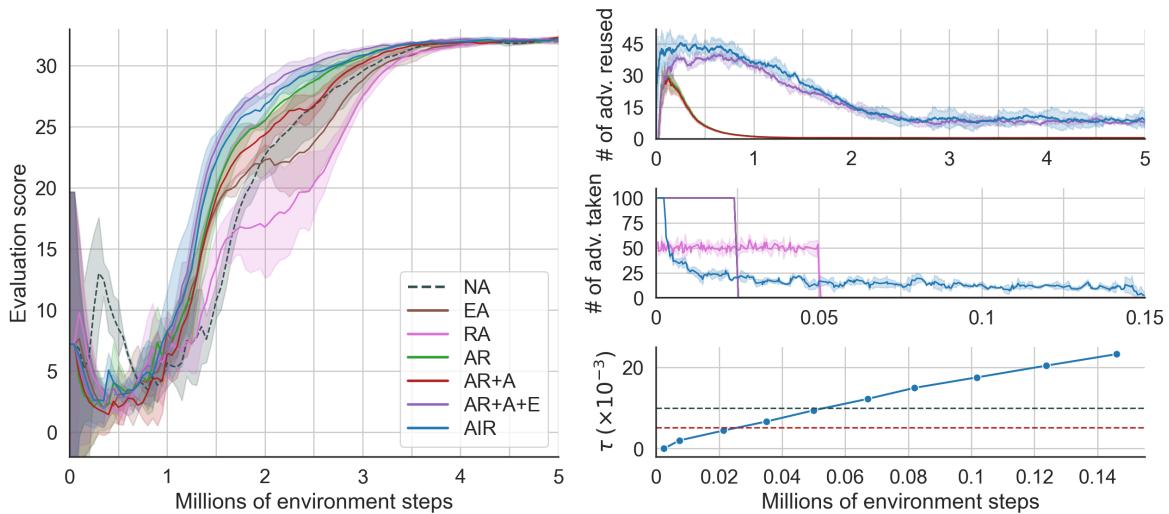 Evaluation score
30
25
20
15
10
5
0
0 1 2 3 4 5
Millions of environment steps
NA
EA
RA
AR
AR+A
AR+A+E
AIR
# of adv. reused
45
30
15
0
0 1 2 3 4 5
# of adv. taken
100
75
50
25
0
0 0.05 0.1 0.15
τ (×10⁻³)
20
0
0 0.02 0.04 0.06 0.08 0.1 0.12 0.14
Millions of environment steps